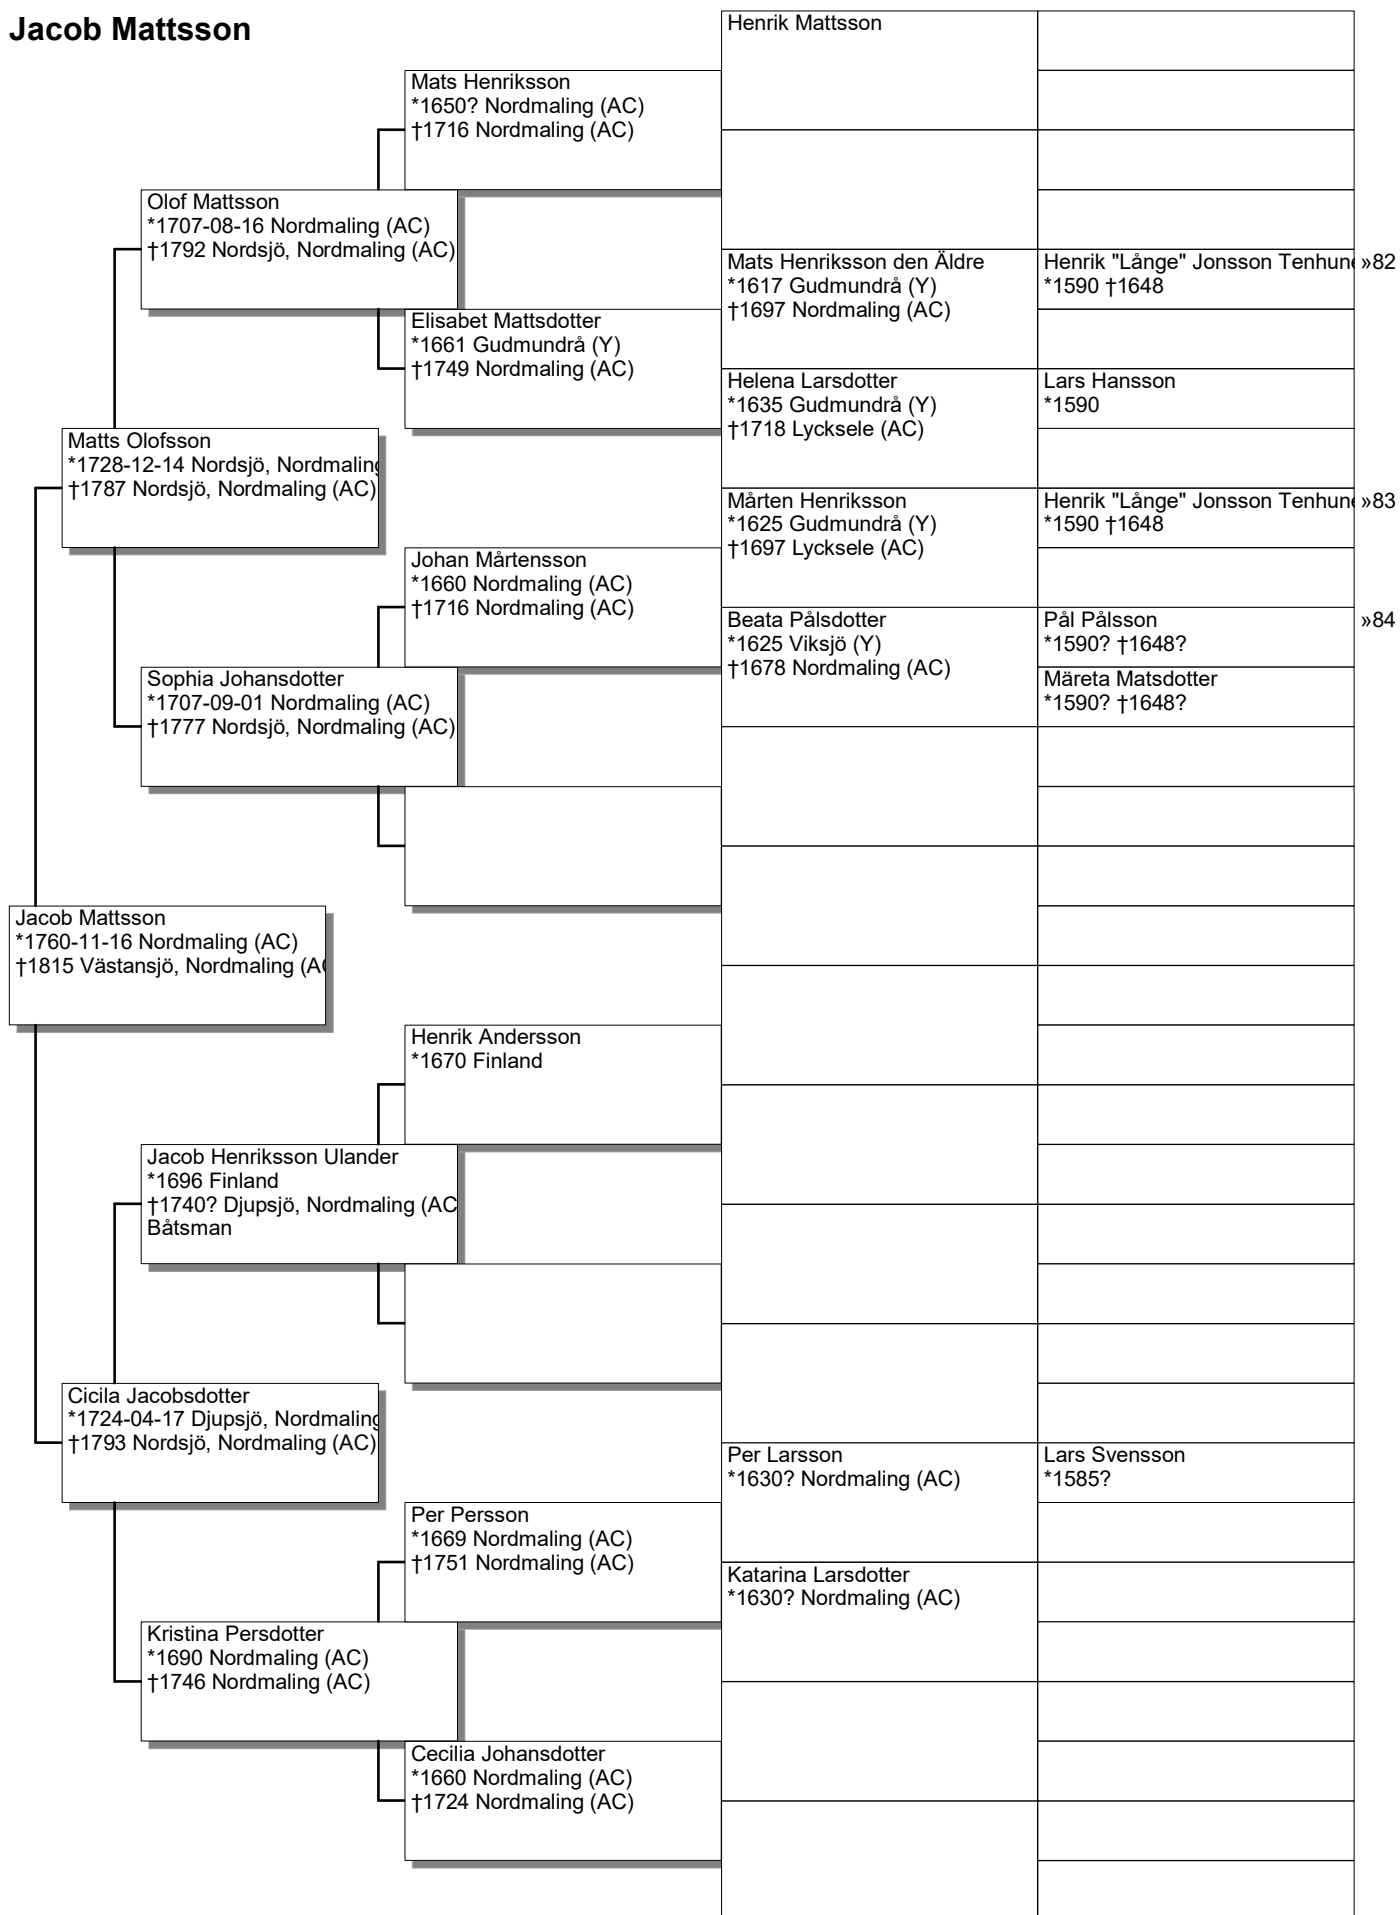 Jacob Mattsson
Henrik Mattsson
Mats Henriksson
*1650? Nordmaling (AC)
†1716 Nordmaling (AC)
Olof Mattsson
*1707-08-16 Nordmaling (AC)
†1792 Nordsjö, Nordmaling (AC)
Mats Henriksson den Äldre
*1617 Gudmundrå (Y)
†1697 Nordmaling (AC)
Henrik "Långe" Jonsson Tenhune
*1590 †1648
»82
Elisabet Mattsdotter
*1661 Gudmundrå (Y)
†1749 Nordmaling (AC)
Helena Larsdotter
*1635 Gudmundrå (Y)
†1718 Lycksele (AC)
Lars Hansson
*1590
Matts Olofsson
*1728-12-14 Nordsjö, Nordmaling
†1787 Nordsjö, Nordmaling (AC)
Mårten Henriksson
*1625 Gudmundrå (Y)
†1697 Lycksele (AC)
Henrik "Långe" Jonsson Tenhune
*1590 †1648
»83
Johan Mårtensson
*1660 Nordmaling (AC)
†1716 Nordmaling (AC)
Beata Pålsdotter
*1625 Viksjö (Y)
†1678 Nordmaling (AC)
Pål Pålsson
*1590? †1648?
»84
Märeta Matsdotter
*1590? †1648?
Sophia Johansdotter
*1707-09-01 Nordmaling (AC)
†1777 Nordsjö, Nordmaling (AC)
Jacob Mattsson
*1760-11-16 Nordmaling (AC)
†1815 Västansjö, Nordmaling (AC
Henrik Andersson
*1670 Finland
Jacob Henriksson Ulander
*1696 Finland
†1740? Djupsjö, Nordmaling (AC
Båtsman
Cicila Jacobsdotter
*1724-04-17 Djupsjö, Nordmaling
†1793 Nordsjö, Nordmaling (AC)
Per Larsson
*1630? Nordmaling (AC)
Lars Svensson
*1585?
Per Persson
*1669 Nordmaling (AC)
†1751 Nordmaling (AC)
Katarina Larsdotter
*1630? Nordmaling (AC)
Kristina Persdotter
*1690 Nordmaling (AC)
†1746 Nordmaling (AC)
Cecilia Johansdotter
*1660 Nordmaling (AC)
†1724 Nordmaling (AC)